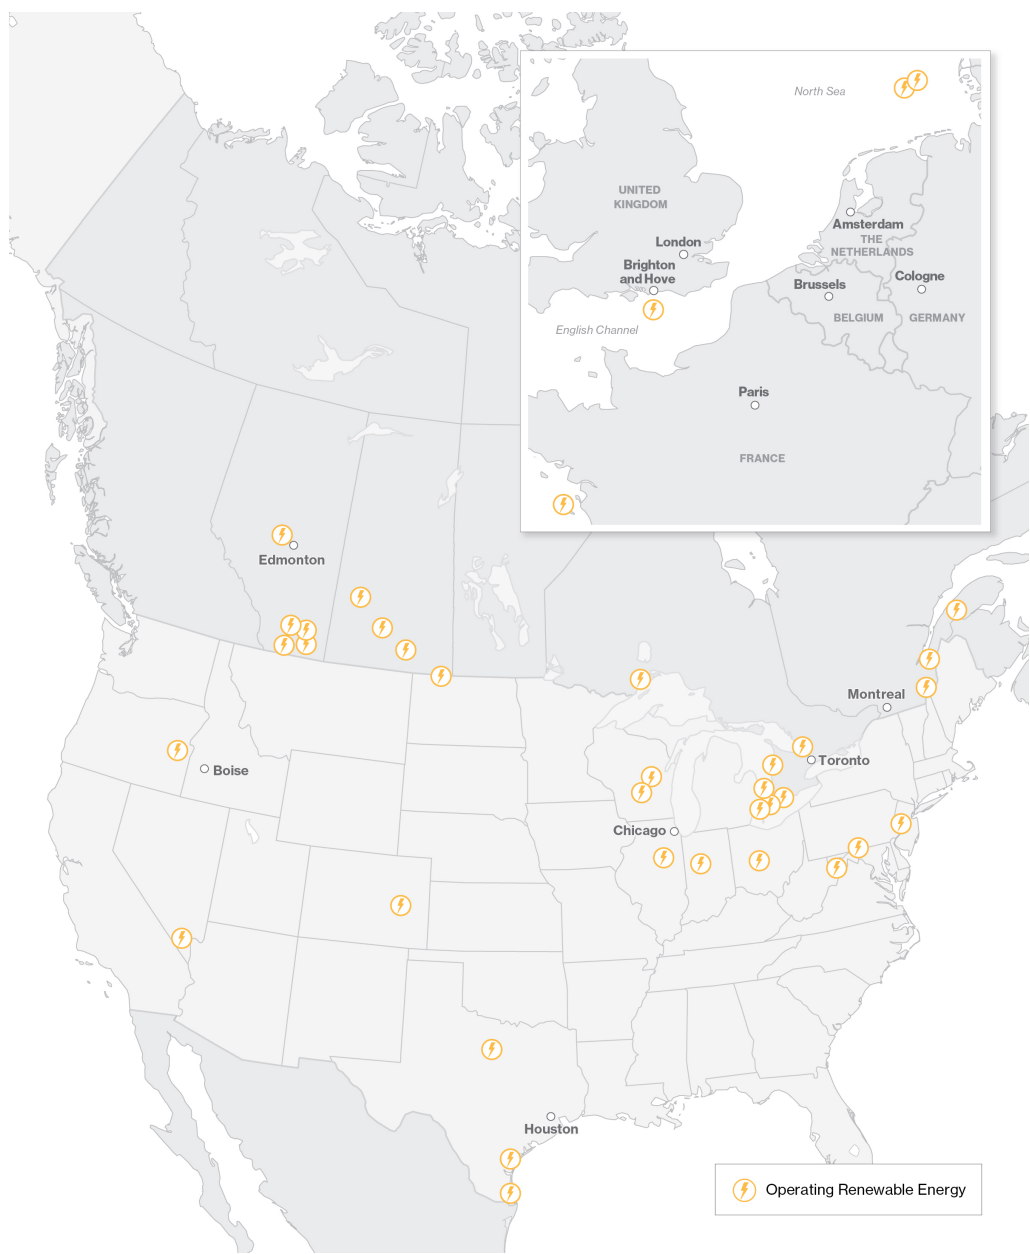 North Sea
UNITED
KINGDOM
Amsterdam
THE
NETHERLANDS
London
Brighton
and Hove
Cologne
Brussels
BELGIUM
GERMANY
English Channel
Paris
FRANCE
Edmonton
Montreal
Toronto
Boise
Chicago
Houston
Operating Renewable Energy